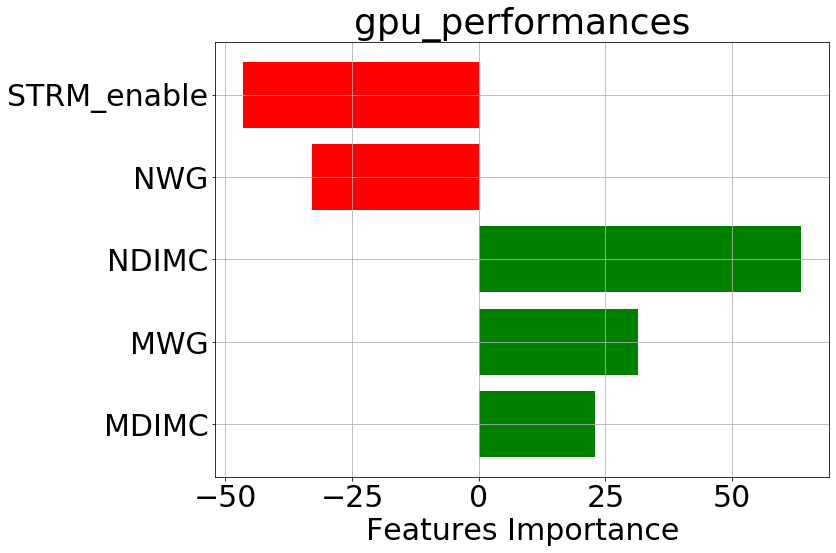 gpu_performances
STRM_enable
NWG
NDIMC
MWG
MDIMC
−50 −25 0 25 50
Features Importance